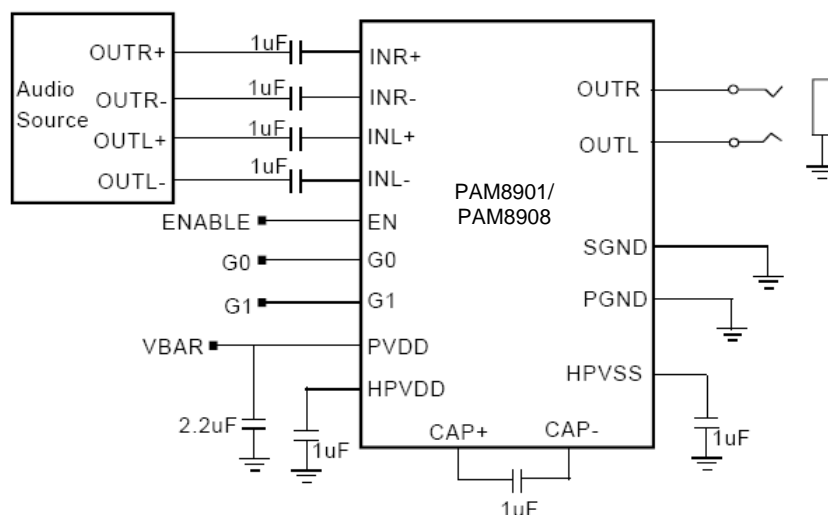 Audio
Source
OUTR+
OUTR-
OUTL+
OUTL-
1uF
1uF
1uF
1uF
ENABLE
G0
G1
VBAR
2.2uF
1uF
INR+
INR-
INL+
INL-
EN
G0
G1
PVDD
HPVDD
PAM8901/
PAM8908
CAP+
CAP-
1uF
OUTR
OUTL
SGND
PGND
HPVSS
1uF